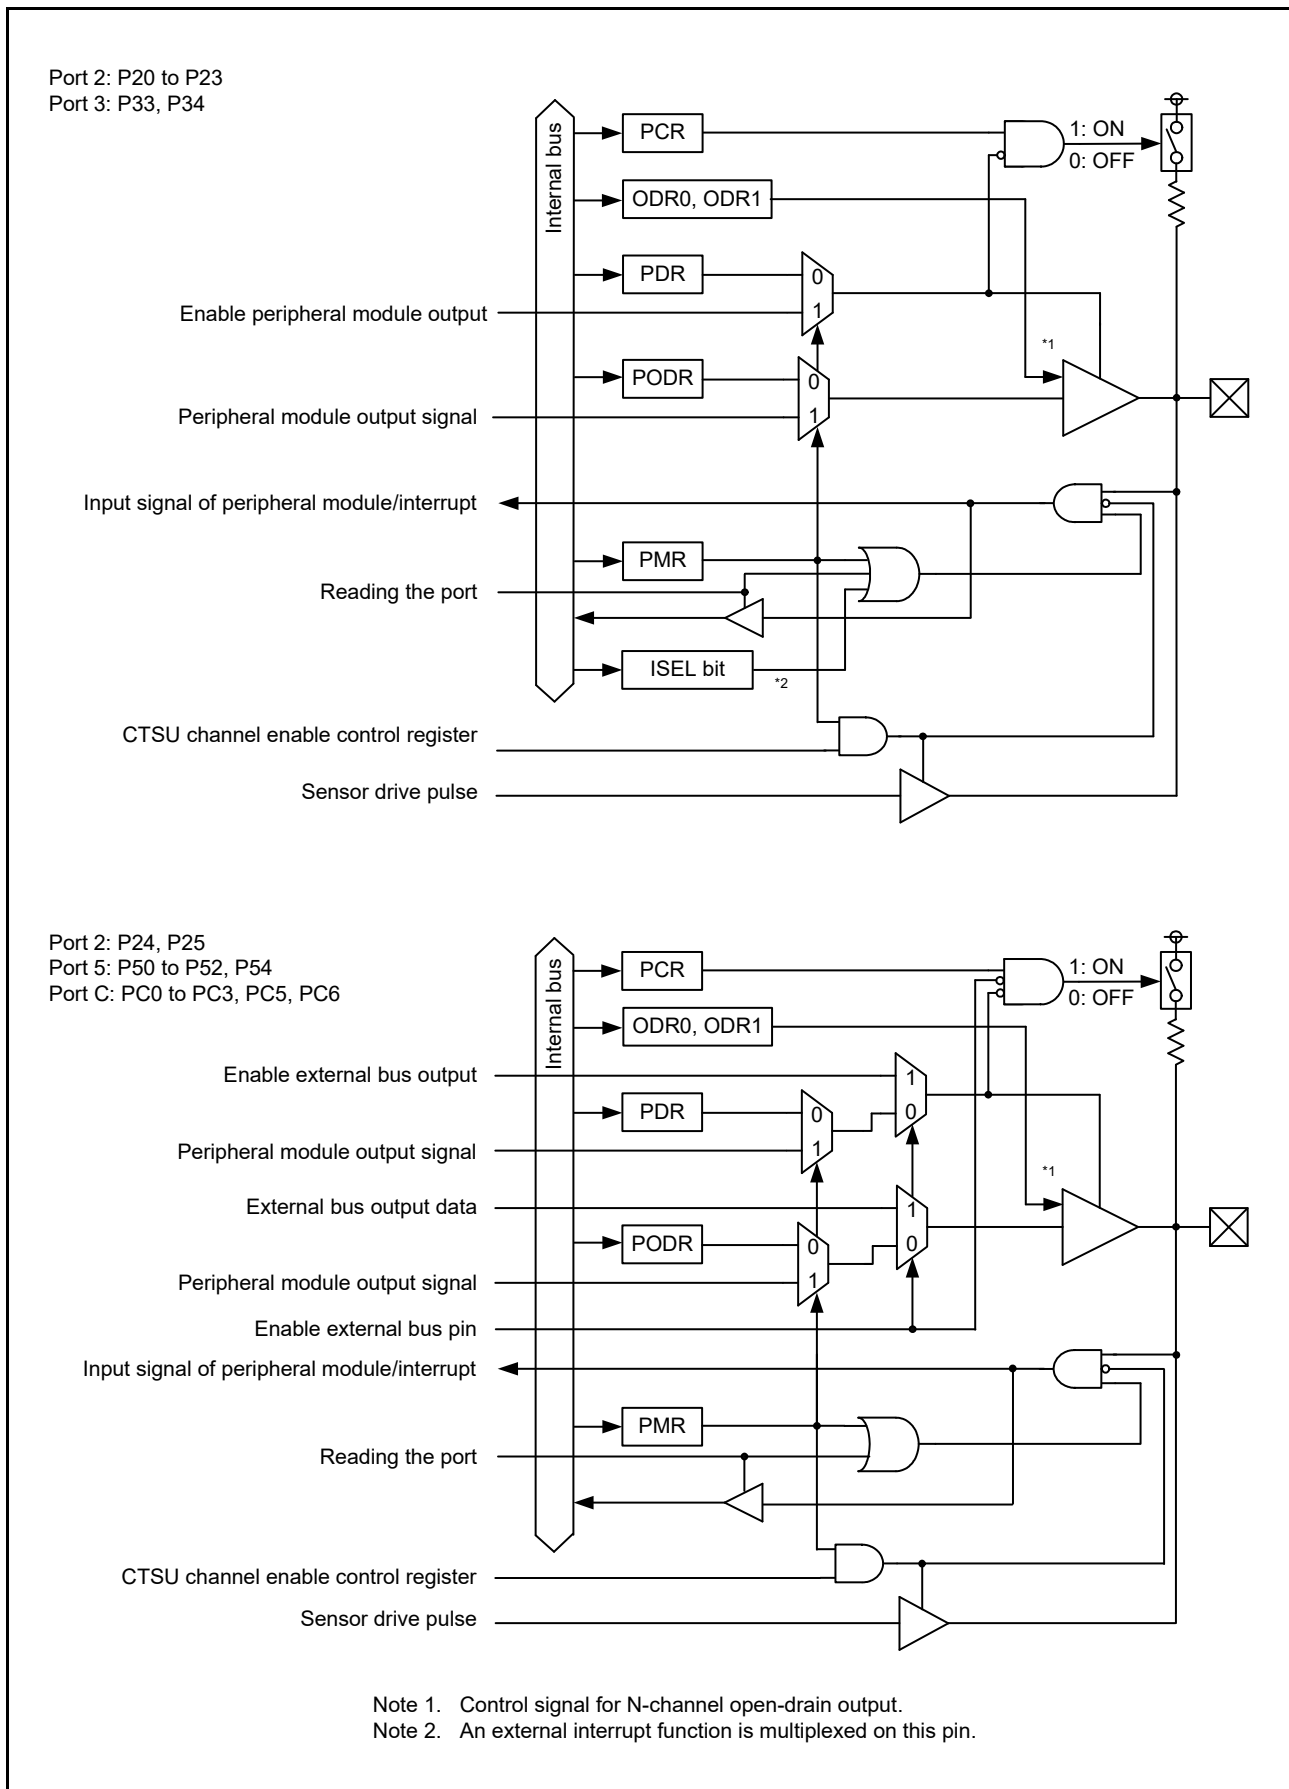 Port 2: P20 to P23
Port 3: P33, P34
Internal bus
PCR
1: ON
0: OFF
ODR0, ODR1
PDR
0
Enable peripheral module output
1
*1
PODR
0
Peripheral module output signal
1
Input signal of peripheral module/interrupt
PMR
Reading the port
ISEL bit
*2
CTSU channel enable control register
Sensor drive pulse
Port 2: P24, P25
Port 5: P50 to P52, P54
Port C: PC0 to PC3, PC5, PC6
Internal bus
PCR
1: ON
0: OFF
ODR0, ODR1
Enable external bus output
1
PDR
0
0
Peripheral module output signal
1
*1
External bus output data
1
PODR
0
0
Peripheral module output signal
1
Enable external bus pin
Input signal of peripheral module/interrupt
PMR
Reading the port
CTSU channel enable control register
Sensor drive pulse
Note 1. Control signal for N-channel open-drain output.
Note 2. An external interrupt function is multiplexed on this pin.